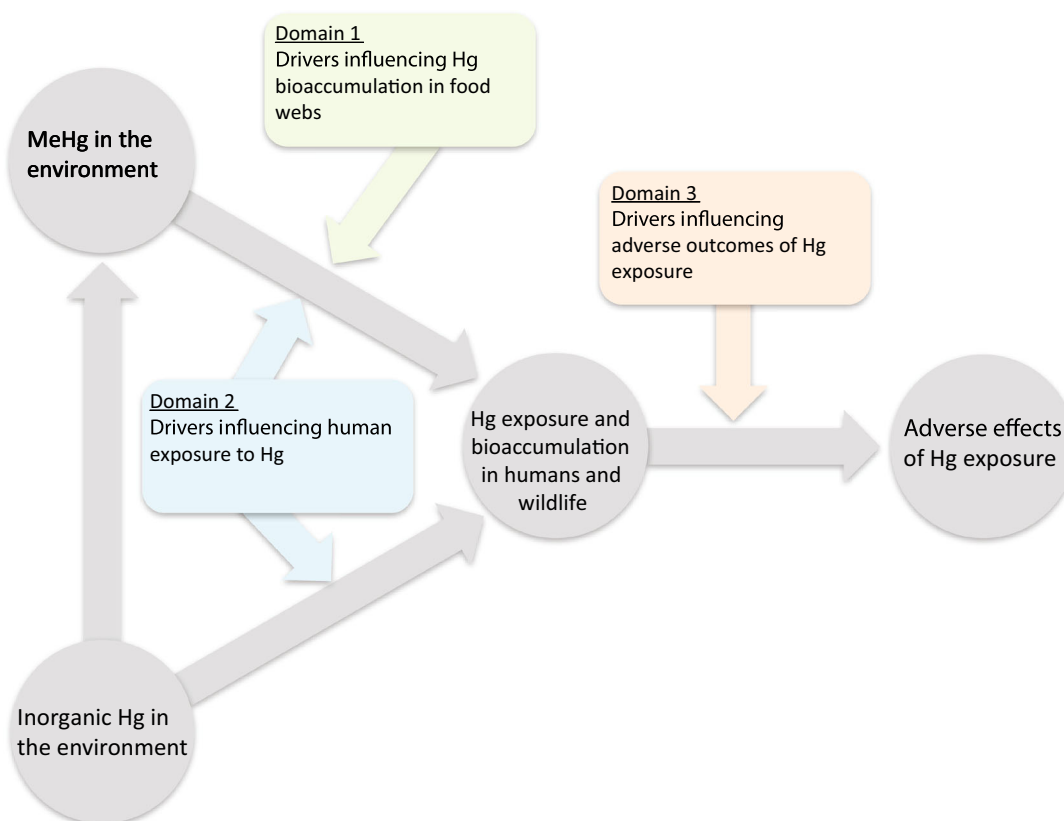 Domain 1
Drivers influencing Hg
bioaccumulation in food
webs
MeHg in the
environment
Domain 3
Drivers influencing
adverse outcomes of Hg
exposure
Domain 2
Drivers influencing human
exposure to Hg
Hg exposure and
bioaccumulation
in humans and
wildlife
Adverse effects
of Hg exposure
Inorganic Hg in
the environment